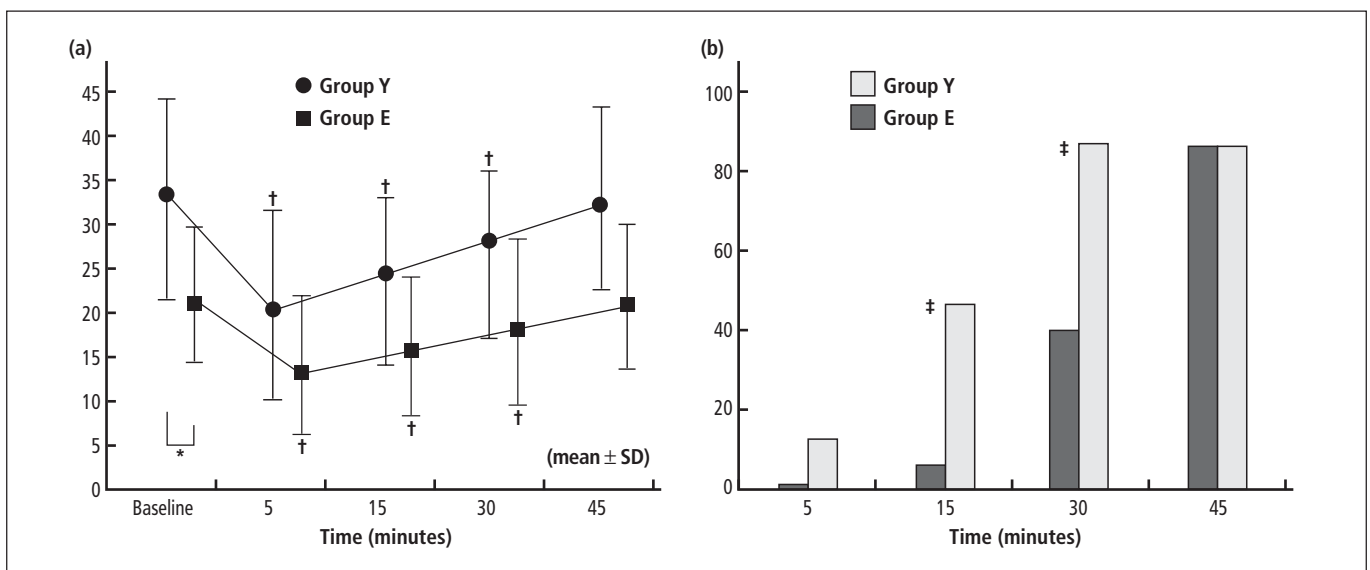 (a)
45
40
35
30
25
20
15
10
5
0
● Group Y
■ Group E
†
†
†
†
†
†
*
(mean ± SD)
Baseline 5 15 30 45
Time (minutes)
(b)
100
80
60
40
20
0
Group Y
Group E
‡
‡
5 15 30 45
Time (minutes)